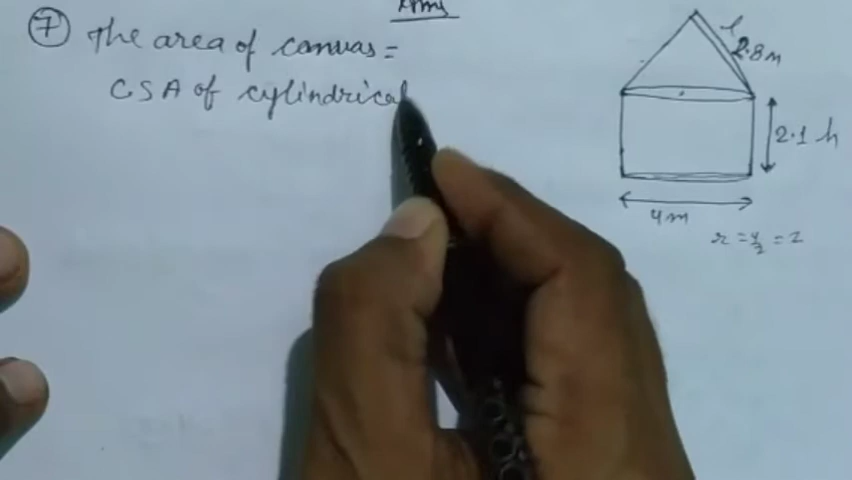 Ans
7 The area of canvas =
CSA of cylindrical
l
2.8m
2.1 h
4m
r = 4/2 = 2